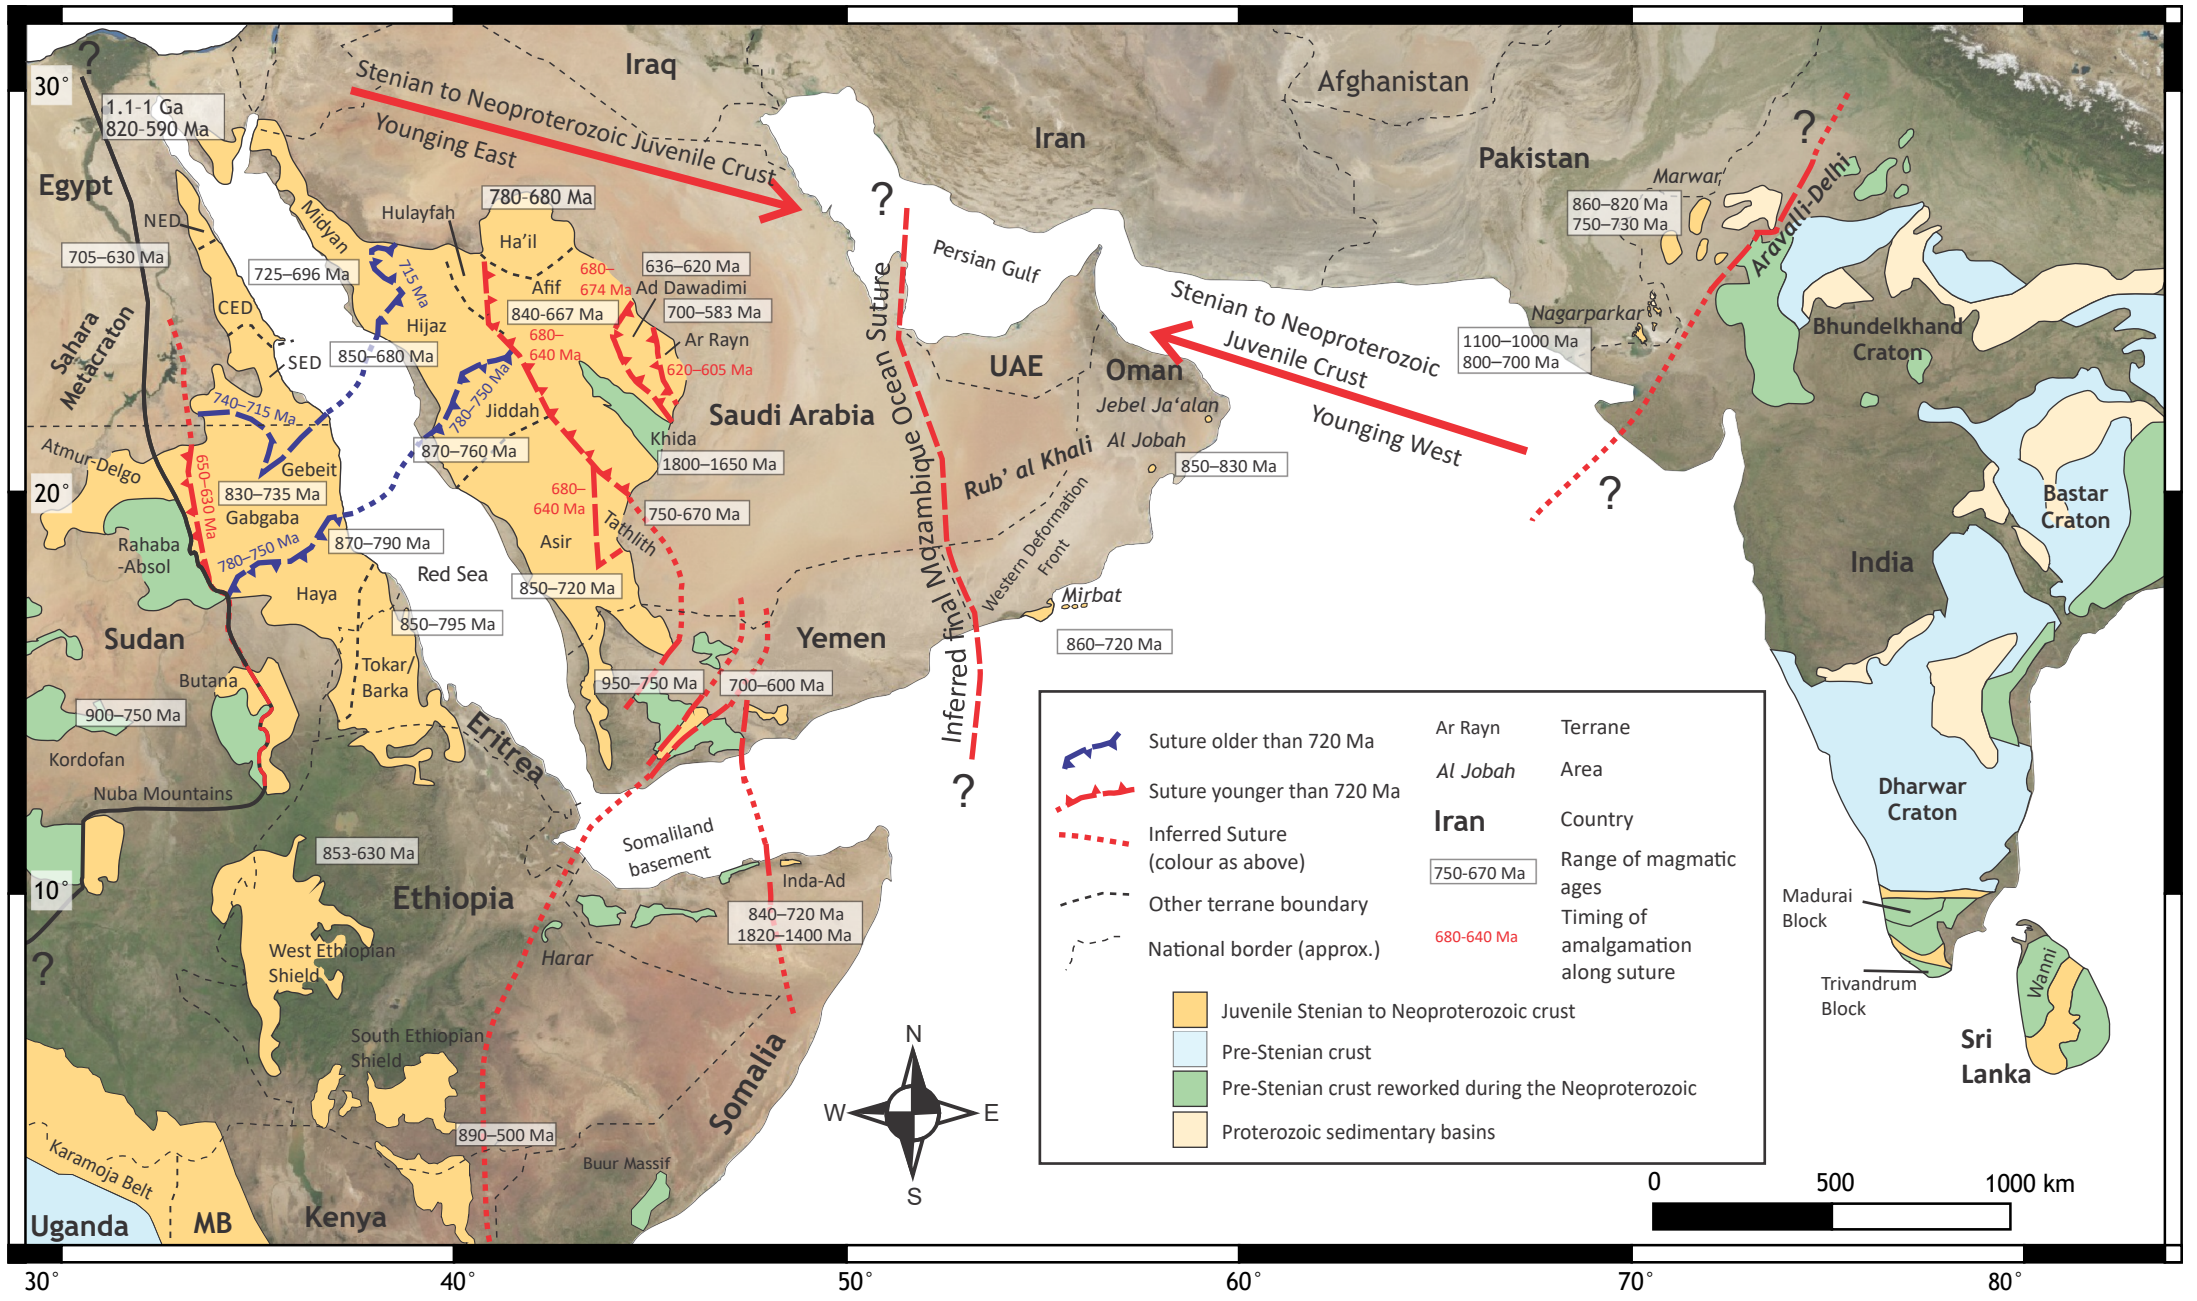 30°
20°
10°
?
1.1-1 Ga
820-590 Ma
Egypt
NED
705–630 Ma
Sahara
Metacraton
CED
SED
Iraq
Stenian to Neoproterozoic Juvenile Crust
Younging East
Midyan
725–696 Ma
715 Ma
Hijaz
850–680 Ma
Hulayfah
780-680 Ma
Ha'il
Afif
840-667 Ma
680–
674 Ma
636–620 Ma
Ad Dawadimi
700–583 Ma
Ar Rayn
620–605 Ma
680–
640 Ma
780–750 Ma
Jiddah
870–760 Ma
Saudi Arabia
Khida
1800–1650 Ma
680–
640 Ma
750-670 Ma
Tathlith
Asir
850–720 Ma
740–715 Ma
Atmur-Delgo
650–630 Ma
Gebeit
830–735 Ma
Gabgaba
780–750 Ma
870–790 Ma
Rahaba
-Absol
Red Sea
Haya
850–795 Ma
Sudan
Tokar/
Barka
Butana
900–750 Ma
Kordofan
Nuba Mountains
Eritrea
950–750 Ma
700–600 Ma
Yemen
?
Inferred final Mozambique Ocean Suture
?
Iran
Persian Gulf
UAE
Oman
Jebel Ja‘alan
Al Jobah
850–830 Ma
Rub' al Khali
Western Deformation
Front
Mirbat
860–720 Ma
Afghanistan
Pakistan
Stenian to Neoproterozoic
Juvenile Crust
Younging West
?
Marwar
860–820 Ma
750–730 Ma
Aravalli-Delhi
Nagarparkar
1100–1000 Ma
800–700 Ma
?
Bhundelkhand
Craton
Bastar
Craton
India
Dharwar
Craton
Madurai
Block
Trivandrum
Block
Wanni
Sri
Lanka
853-630 Ma
Ethiopia
West Ethiopian
Shield
South Ethiopian
Shield
Somaliland
basement
Inda-Ad
840–720 Ma
1820–1400 Ma
Harar
Somalia
890–500 Ma
Buur Massif
?
Karamoja Belt
Uganda
MB
Kenya
N
W
E
S
Suture older than 720 Ma
Suture younger than 720 Ma
Inferred Suture
(colour as above)
Other terrane boundary
National border (approx.)
Ar Rayn
Terrane
Al Jobah
Area
Iran
Country
750-670 Ma
Range of magmatic
ages
680-640 Ma
Timing of
amalgamation
along suture
Juvenile Stenian to Neoproterozoic crust
Pre-Stenian crust
Pre-Stenian crust reworked during the Neoproterozoic
Proterozoic sedimentary basins
0
500
1000 km
30°
40°
50°
60°
70°
80°